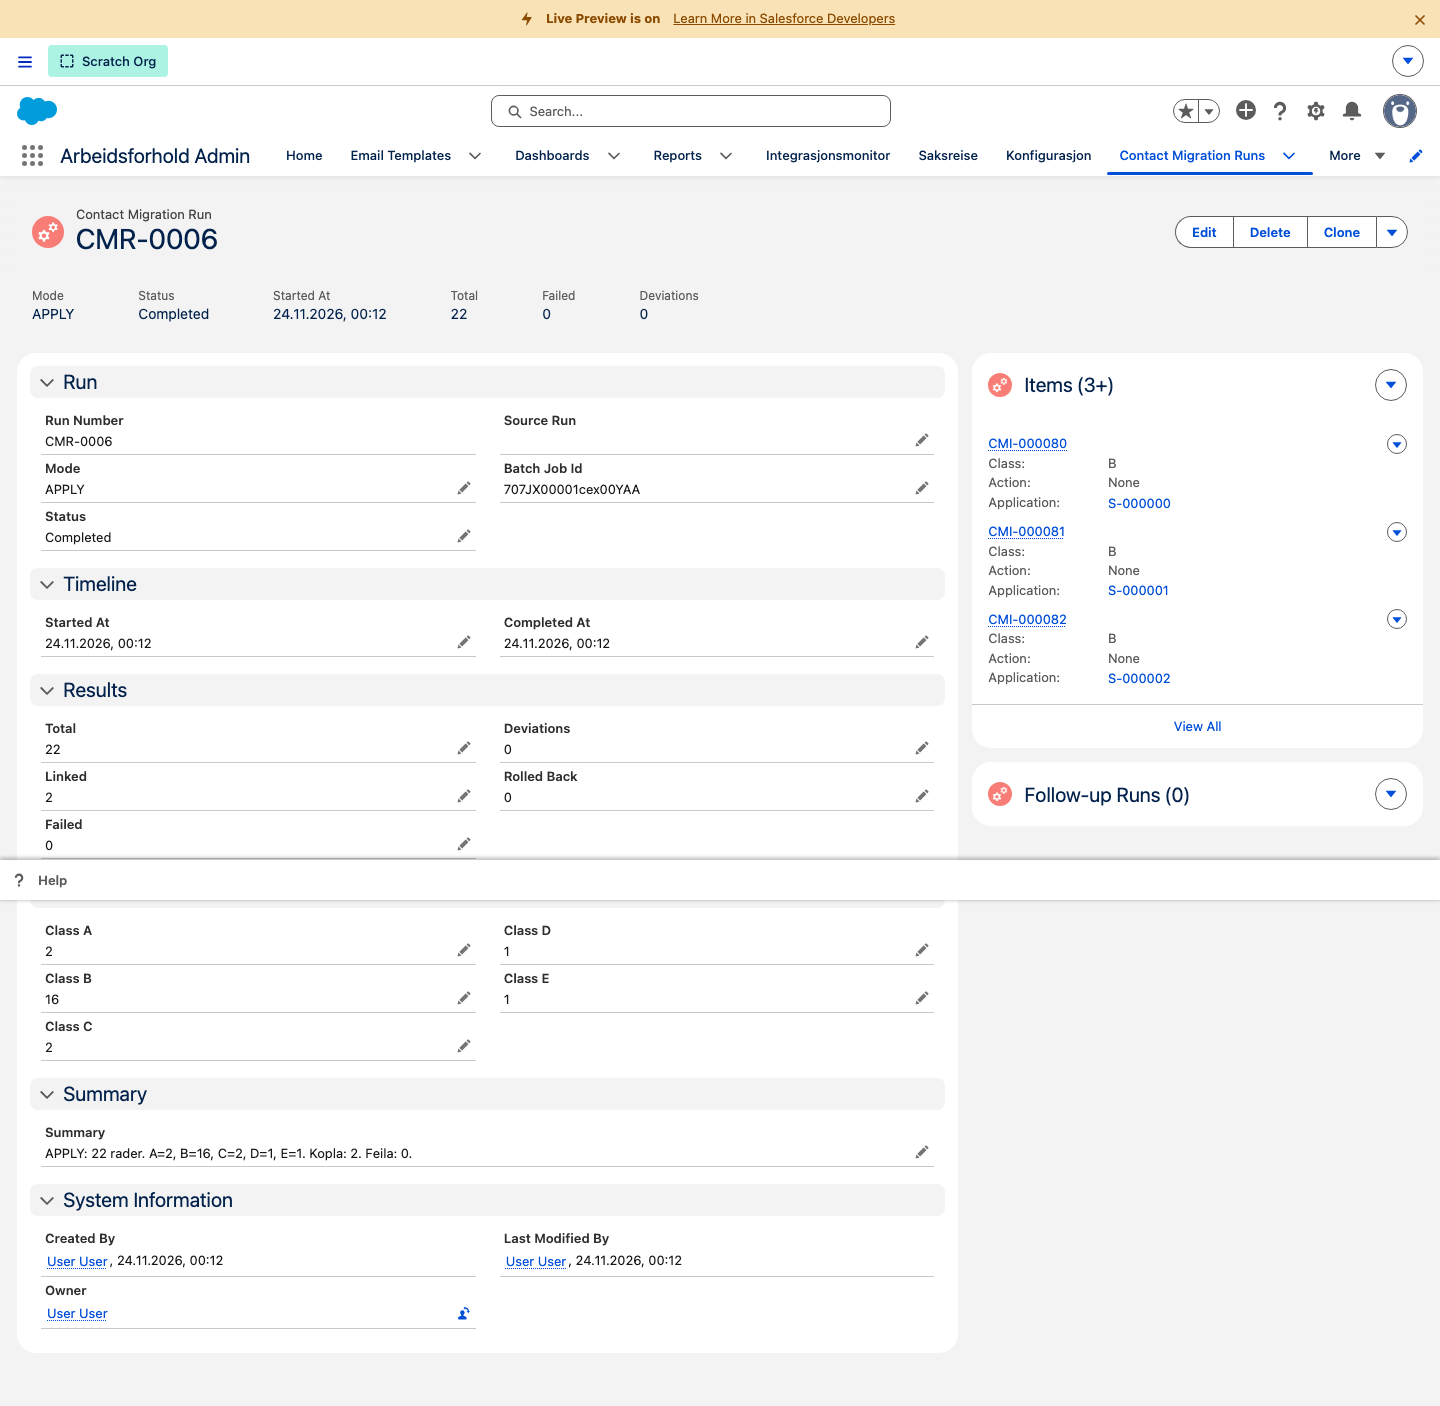 Live Preview is on Learn More in Salesforce Developers
Scratch Org
Search...
Arbeidsforhold Admin Home Email Templates Dashboards Reports Integrasjonsmonitor Saksreise Konfigurasjon Contact Migration Runs More
Contact Migration Run
CMR-0006
Edit Delete Clone
Mode Status Started At Total Failed Deviations
APPLY Completed 24.11.2026, 00:12 22 0 0
Run
Run Number Source Run
CMR-0006
Mode Batch Job Id
APPLY 707JX00001cex00YAA
Status
Completed
Timeline
Started At Completed At
24.11.2026, 00:12 24.11.2026, 00:12
Results
Total Deviations
22 0
Linked Rolled Back
2 0
Failed
0
Items (3+)
CMI-000080
Class: B
Action: None
Application: S-000000
CMI-000081
Class: B
Action: None
Application: S-000001
CMI-000082
Class: B
Action: None
Application: S-000002
View All
Follow-up Runs (0)
? Help
Class A Class D
2 1
Class B Class E
16 1
Class C
2
Summary
Summary
APPLY: 22 rader. A=2, B=16, C=2, D=1, E=1. Kopla: 2. Feila: 0.
System Information
Created By Last Modified By
User User, 24.11.2026, 00:12 User User, 24.11.2026, 00:12
Owner
User User